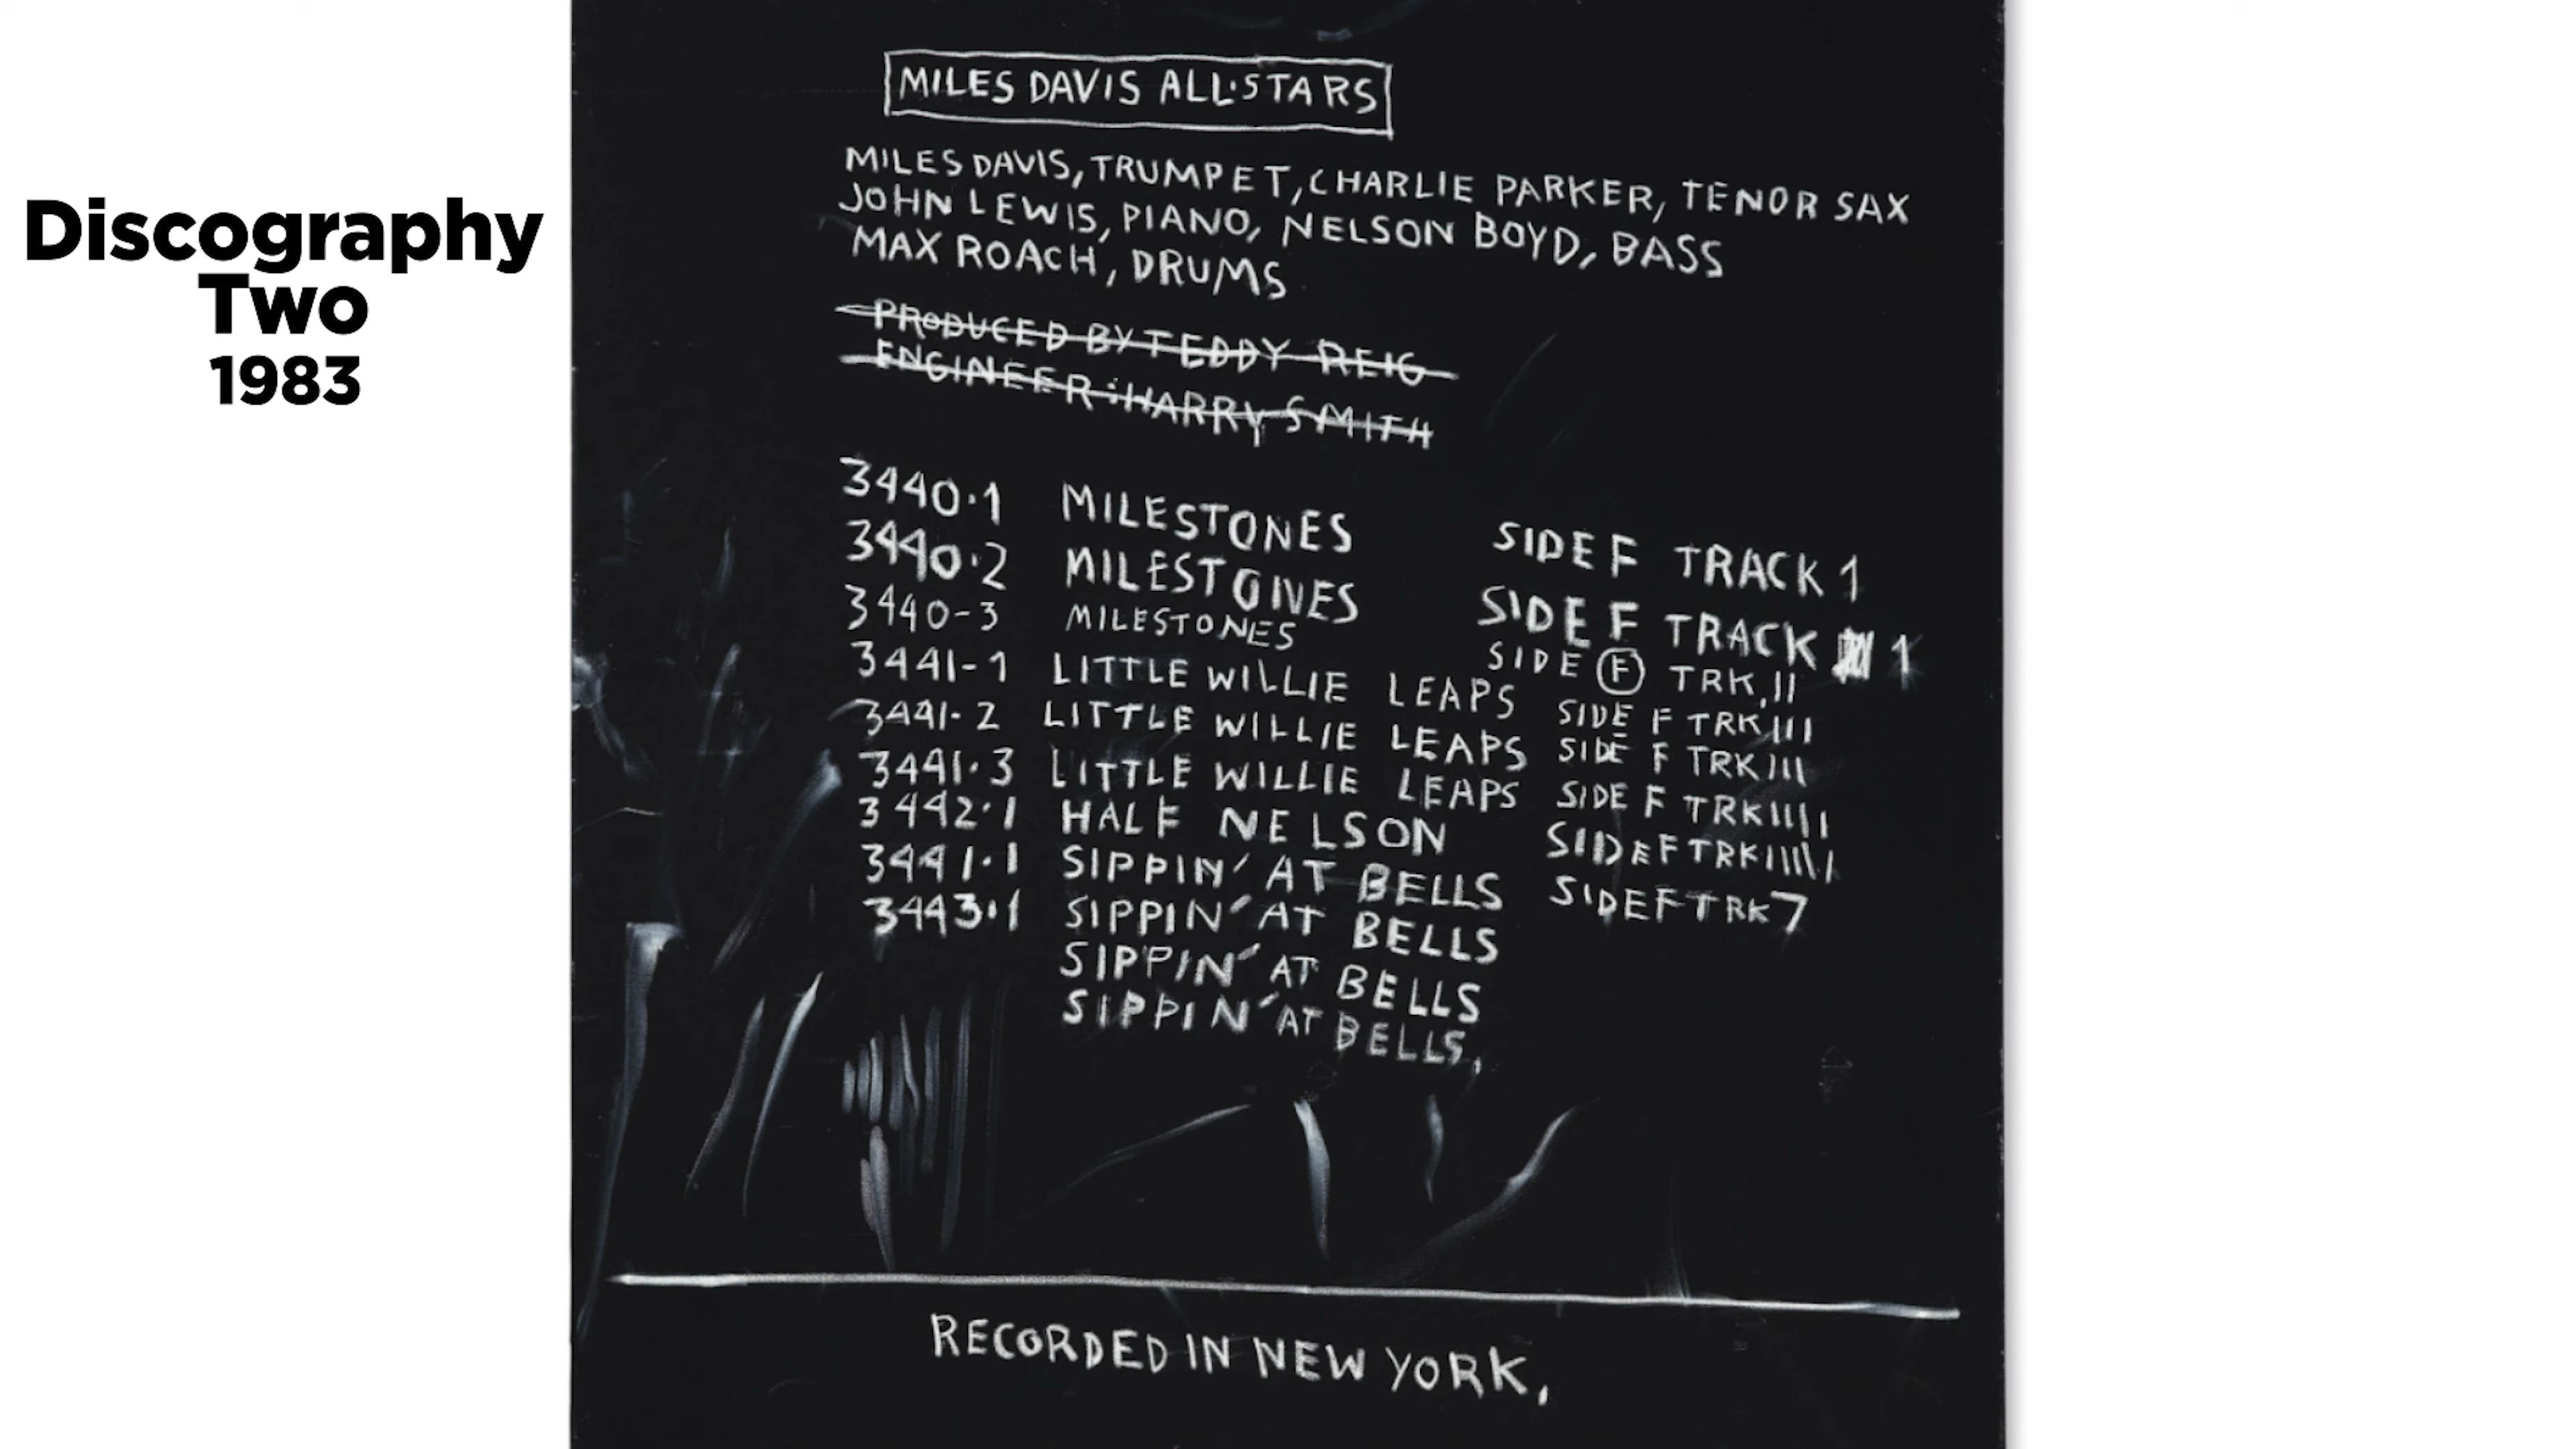 Discography
Two
1983
MILES DAVIS ALL·STARS
MILES DAVIS, TRUMPET, CHARLIE PARKER, TENOR SAX
JOHN LEWIS, PIANO, NELSON BOYD, BASS
MAX ROACH, DRUMS
PRODUCED BY TEDDY REIG
ENGINEER: HARRY SMITH
3440·1 MILESTONES SIDE F TRACK 1
3440·2 MILESTONES SIDE F TRACK 1
3440-3 MILESTONES SIDE F TRK, II
3441-1 LITTLE WILLIE LEAPS SIDE F TRK, III
3441-2 LITTLE WILLIE LEAPS SIDE F TRK III
3441·3 LITTLE WILLIE LEAPS SIDE F TRK IIII
3442·1 HALF NELSON SIDE F TRK IIIIII
3441·1 SIPPIN' AT BELLS SIDE F TRK 7
3443·1 SIPPIN' AT BELLS
SIPPIN' AT BELLS
SIPPIN' AT BELLS,
RECORDED IN NEW YORK,